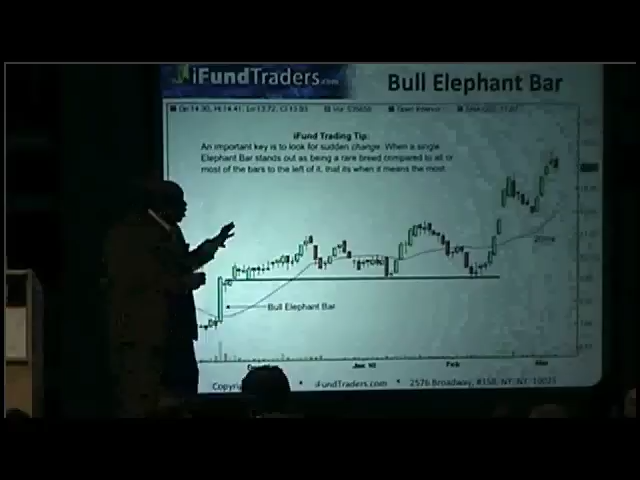 iFundTraders.com
Bull Elephant Bar
iFund Trading Tip:
An important key is to look for sudden change. When a single
Elephant Bar stands out as being a rare breed compared to all or
most of the bars to the left of it, that its when it means the most.
Bull Elephant Bar
Jan 10 Feb Mar
iFundTraders.com * 2576 Broadway, #158, NY, NY, 10025